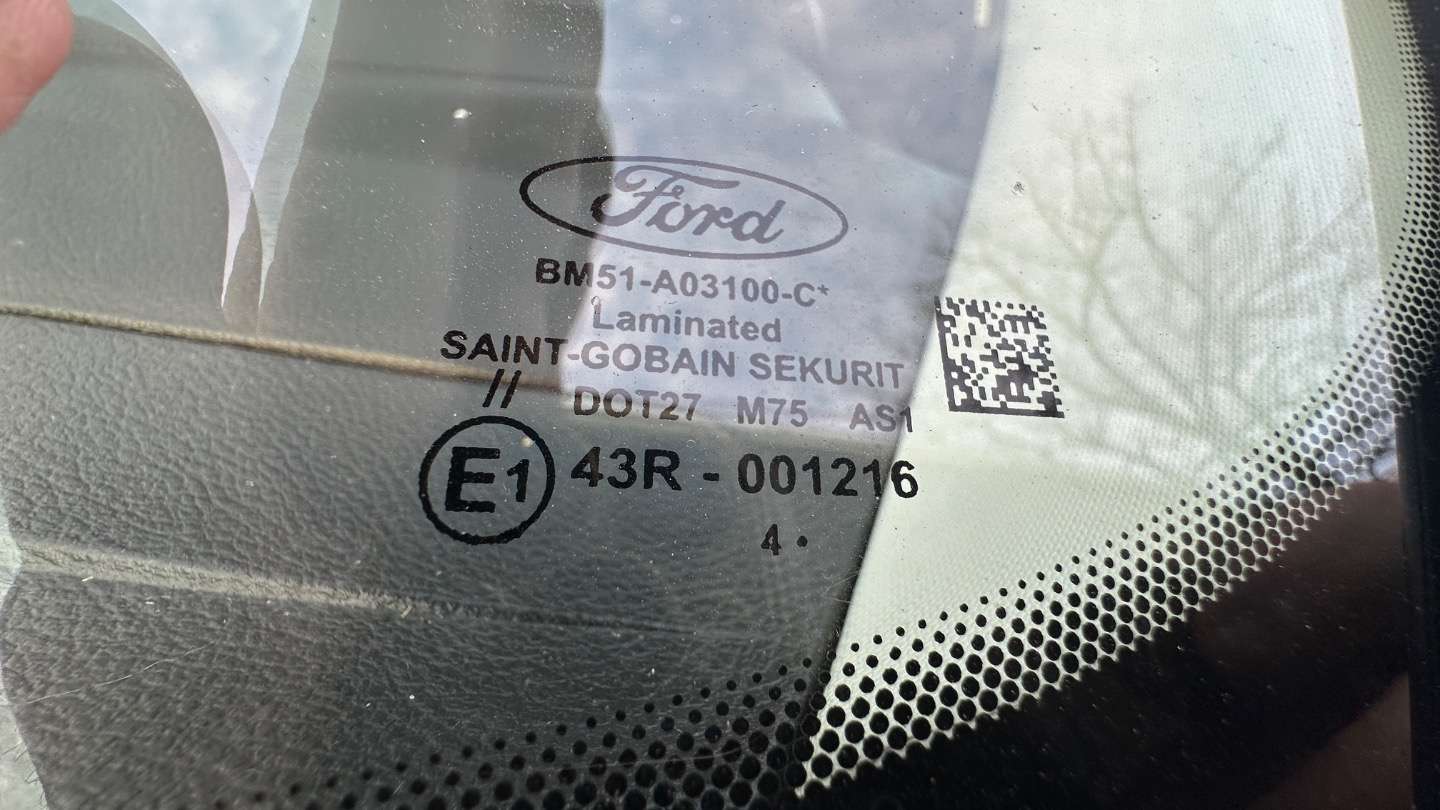 Ford
BM51-A03100-C*
Laminated
SAINT-GOBAIN SEKURIT
// DOT27 M75 AS1
E1 43R - 001216
4 •